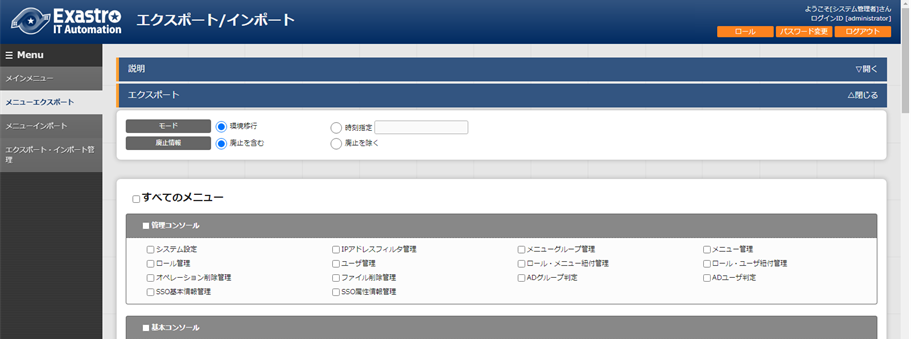 Exastro
IT Automation
エクスポート/インポート
ようこそ[システム管理者]さん
ログインID [administrator]
ロール
パスワード変更
ログアウト
Menu
メインメニュー
メニューエクスポート
メニューインポート
エクスポート・インポート管
理
説明
▽開く
エクスポート
△閉じる
モード
環境移行
時刻指定
廃止情報
廃止を含む
廃止を除く
すべてのメニュー
管理コンソール
システム設定
IPアドレスフィルタ管理
メニューグループ管理
メニュー管理
ロール管理
ユーザ管理
ロール・メニュー紐付管理
ロール・ユーザ紐付管理
オペレーション削除管理
ファイル削除管理
ADグループ判定
ADユーザ判定
SSO基本情報管理
SSO属性情報管理
基本コンソール